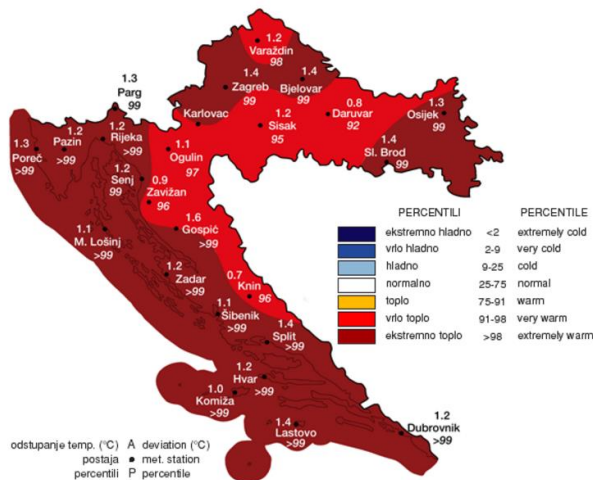 1.2
Varaždin
98
1.3
Parg
99
1.4
Zagreb
99
1.4
Bjelovar
99
Karlovac
1.2
Sisak
95
0.8
Daruvar
92
1.3
Osijek
99
1.4
Sl. Brod
99
1.3
Poreč
>99
1.2
Pazin
>99
1.2
Rijeka
>99
1.1
Ogulin
97
1.2
Senj
99
0.9
Zavižan
96
1.6
Gospić
>99
1.1
M. Lošinj
>99
1.2
Zadar
>99
0.7
Knin
96
1.1
Šibenik
>99
1.4
Split
>99
1.2
Hvar
>99
1.0
Komiža
>99
1.4
Lastovo
>99
1.2
Dubrovnik
>99
PERCENTILI PERCENTILE
ekstremno hladno <2 extremely cold
vrlo hladno 2-9 very cold
hladno 9-25 cold
normalno 25-75 normal
toplo 75-91 warm
vrlo toplo 91-98 very warm
ekstremno toplo >98 extremely warm
odstupanje temp. (°C) A deviation (°C)
postaja met. station
percentili P percentile